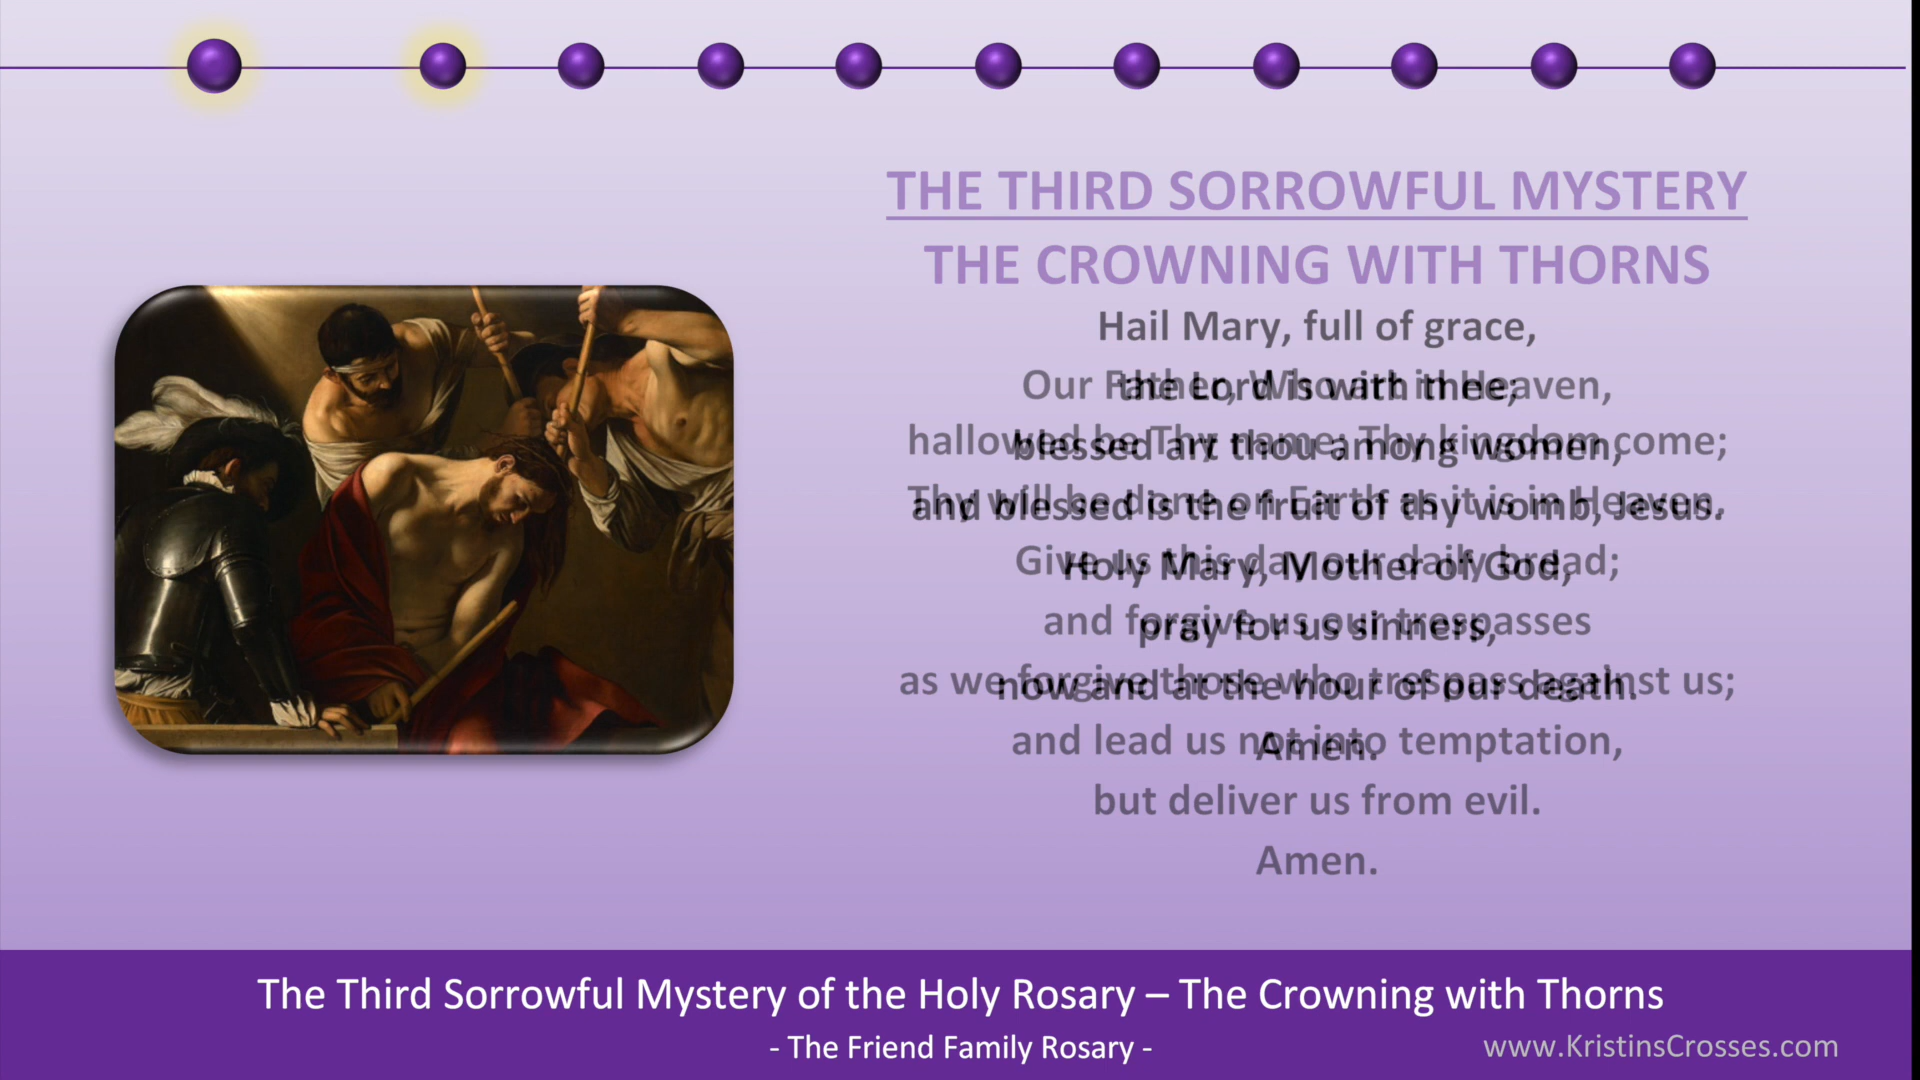 THE THIRD SORROWFUL MYSTERY
THE CROWNING WITH THORNS
Hail Mary, full of grace,
Our Father, Who art in Heaven,
the Lord is with thee;
hallowed be Thy name; Thy kingdom come;
blessed art thou among women,
Thy will be done on Earth as it is in Heaven.
and blessed is the fruit of thy womb, Jesus.
Give us this day our daily bread;
Holy Mary, Mother of God,
and forgive us our trespasses
pray for us sinners,
as we forgive those who trespass against us;
now and at the hour of our death.
and lead us not into temptation,
Amen.
but deliver us from evil.
Amen.
The Third Sorrowful Mystery of the Holy Rosary – The Crowning with Thorns
- The Friend Family Rosary -
www.KristinsCrosses.com